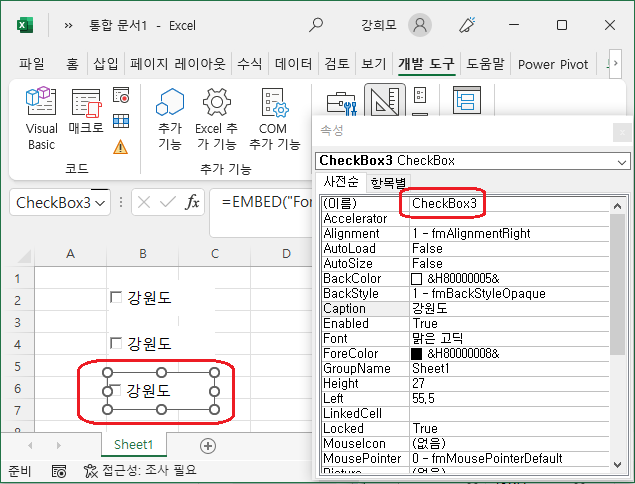 통합 문서1 - Excel
강희모
파일 홈 삽입 페이지 레이아웃 수식 데이터 검토 보기 개발 도구 도움말 Power Pivot
Visual Basic
매크로
추가 기능
Excel 추가 기능
COM 추가 기능
코드
추가 기능
속성
CheckBox3 CheckBox
사전순 항목별
CheckBox3
fx
=EMBED("For
(이름) CheckBox3
Accelerator
Alignment 1 - fmAlignmentRight
AutoLoad False
AutoSize False
BackColor &H80000005&
BackStyle 1 - fmBackStyleOpaque
Caption 강원도
Enabled True
Font 맑은 고딕
ForeColor &H80000008&
GroupName Sheet1
Height 27
Left 55,5
LinkedCell
Locked True
MouseIcon (없음)
MousePointer 0 - fmMousePointerDefault
Picture (없음)
A B C D
1
2 강원도
3
4 강원도
5
6 강원도
7
Sheet1
준비
접근성: 조사 필요